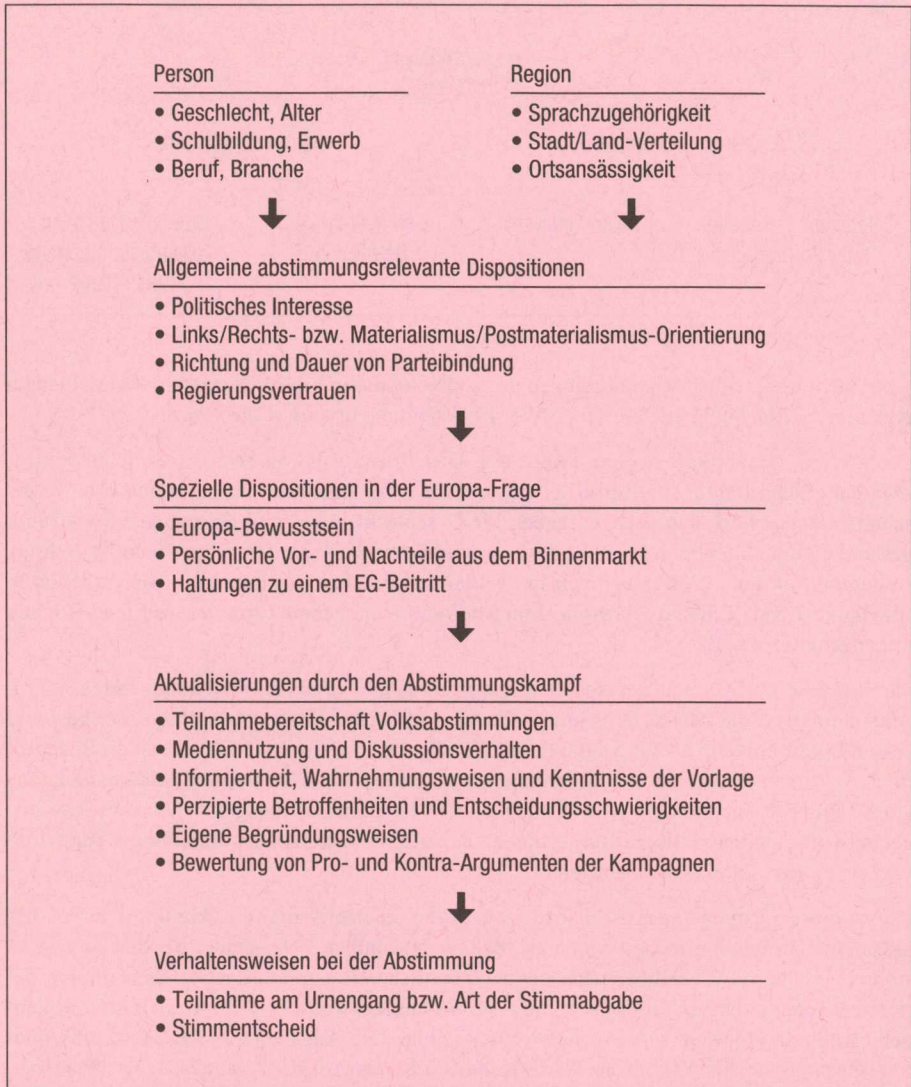 Person
• Geschlecht, Alter
• Schulbildung, Erwerb
• Beruf, Branche
Region
• Sprachzugehörigkeit
• Stadt/Land-Verteilung
• Ortsansässigkeit
Allgemeine abstimmungsrelevante Dispositionen
• Politisches Interesse
• Links/Rechts- bzw. Materialismus/Postmaterialismus-Orientierung
• Richtung und Dauer von Parteibindung
• Regierungsvertrauen
Spezielle Dispositionen in der Europa-Frage
• Europa-Bewusstsein
• Persönliche Vor- und Nachteile aus dem Binnenmarkt
• Haltungen zu einem EG-Beitritt
Aktualisierungen durch den Abstimmungskampf
• Teilnahmebereitschaft Volksabstimmungen
• Mediennutzung und Diskussionsverhalten
• Informiertheit, Wahrnehmungsweisen und Kenntnisse der Vorlage
• Perzipierte Betroffenheiten und Entscheidungsschwierigkeiten
• Eigene Begründungsweisen
• Bewertung von Pro- und Kontra-Argumenten der Kampagnen
Verhaltensweisen bei der Abstimmung
• Teilnahme am Urnengang bzw. Art der Stimmabgabe
• Stimmentscheid